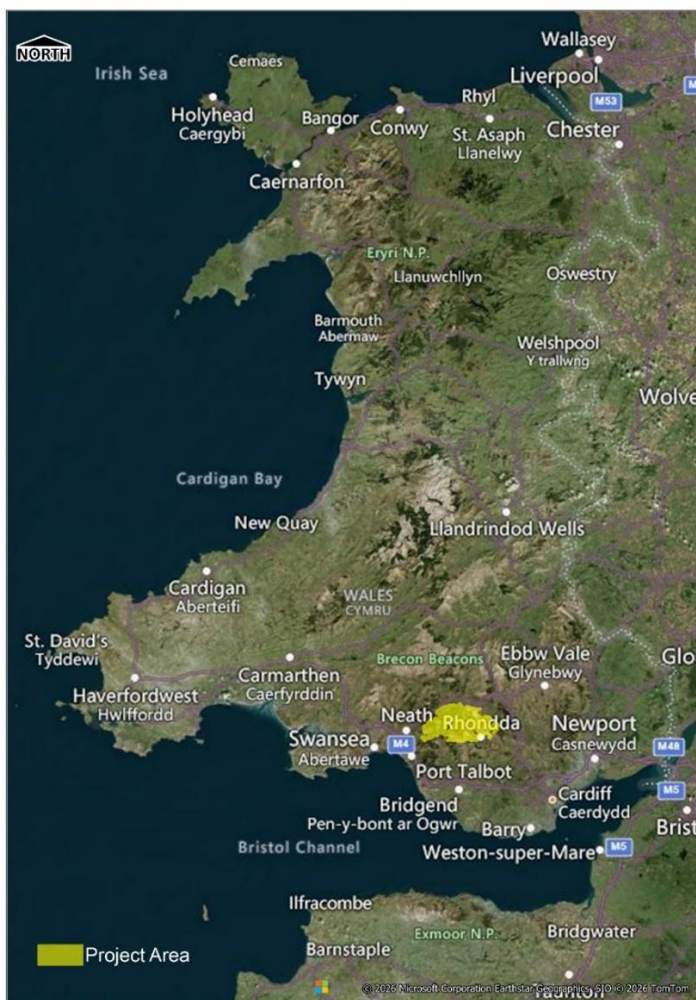 NORTH
Irish Sea
Cemaes
Wallasey
Liverpool
M53
Holyhead
Caergybi
Bangor
Conwy
Rhyl
St. Asaph
Llanelwy
Chester
Caernarfon
Eryri N.P.
Llanuwchllyn
Oswestry
Barmouth
Abermaw
Welshpool
Y trallwng
Tywyn
Wolve
Cardigan Bay
New Quay
Llandrindod Wells
Cardigan
Aberteifi
WALES
CYMRU
St. David's
Tyddewi
Carmarthen
Caerfyrddin
Brecon Beacons
Ebbw Vale
Glynebwy
Glo
Haverfordwest
Hwlffordd
Neath
Rhondda
Swansea
Abertawe
M4
Newport
Casnewydd
M48
Port Talbot
M5
Bridgend
Pen-y-bont ar Ogwr
Cardiff
Caerdydd
Barry
Brist
Bristol Channel
Weston-super-Mare
M5
Ilfracombe
Exmoor N.P.
Bridgwater
Barnstaple
Project Area
© 2026 Microsoft Corporation Earthstar Geographics SIO © 2026 TomTom